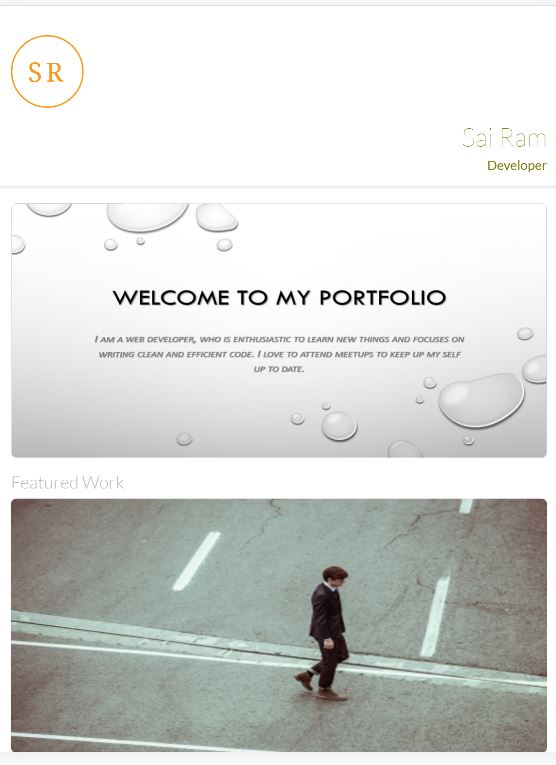 SR
Sai Ram
Developer
WELCOME TO MY PORTFOLIO
I AM A WEB DEVELOPER, WHO IS ENTHUSIASTIC TO LEARN NEW THINGS AND FOCUSES ON
WRITING CLEAN AND EFFICIENT CODE. I LOVE TO ATTEND MEETUPS TO KEEP UP MY SELF
UP TO DATE.
Featured Work